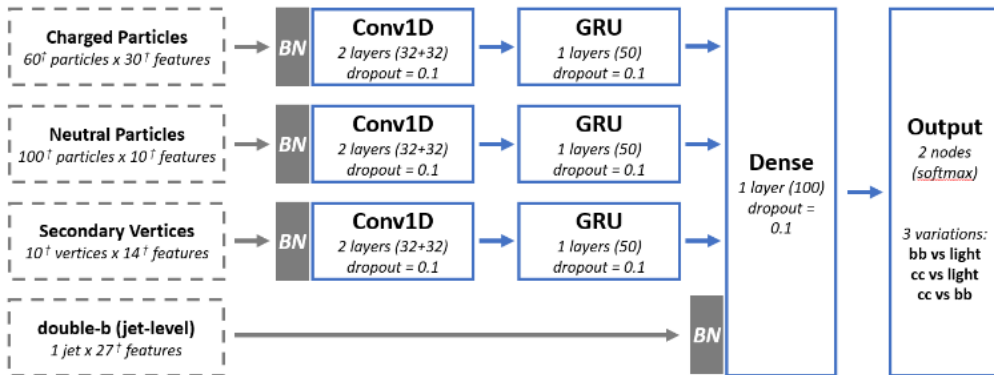 Charged Particles
60† particles x 30† features
BN
Conv1D
2 layers (32+32)
dropout = 0.1
GRU
1 layers (50)
dropout = 0.1
Neutral Particles
100† particles x 10† features
BN
Conv1D
2 layers (32+32)
dropout = 0.1
GRU
1 layers (50)
dropout = 0.1
Secondary Vertices
10† vertices x 14† features
BN
Conv1D
2 layers (32+32)
dropout = 0.1
GRU
1 layers (50)
dropout = 0.1
double-b (jet-level)
1 jet x 27† features
BN
Dense
1 layer (100)
dropout =
0.1
Output
2 nodes
(softmax)
3 variations:
bb vs light
cc vs light
cc vs bb